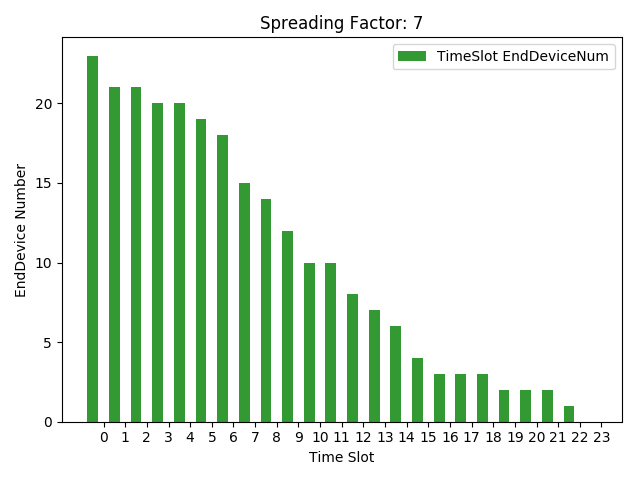 Spreading Factor: 7
TimeSlot EndDeviceNum
EndDevice Number
20
15
10
5
0
0 1 2 3 4 5 6 7 8 9 10 11 12 13 14 15 16 17 18 19 20 21 22 23
Time Slot